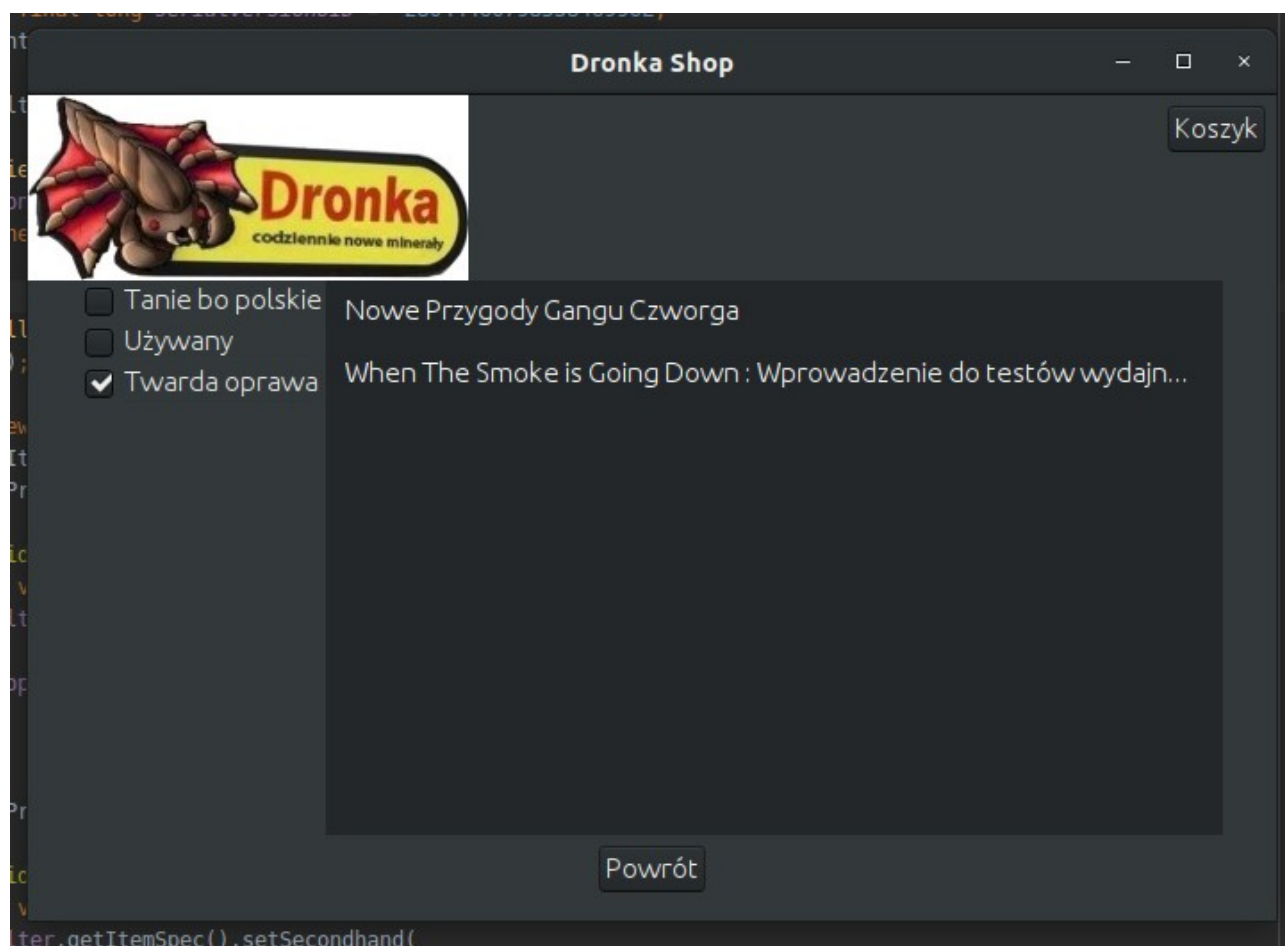 Dronka Shop
Koszyk
Dronka
codziennie nowe minerały
Tanie bo polskie
Używany
Twarda oprawa
Nowe Przygody Gangu Czworga
When The Smoke is Going Down : Wprowadzenie do testów wydajn...
Powrót
lter.getItemSpec().setSecondhand(